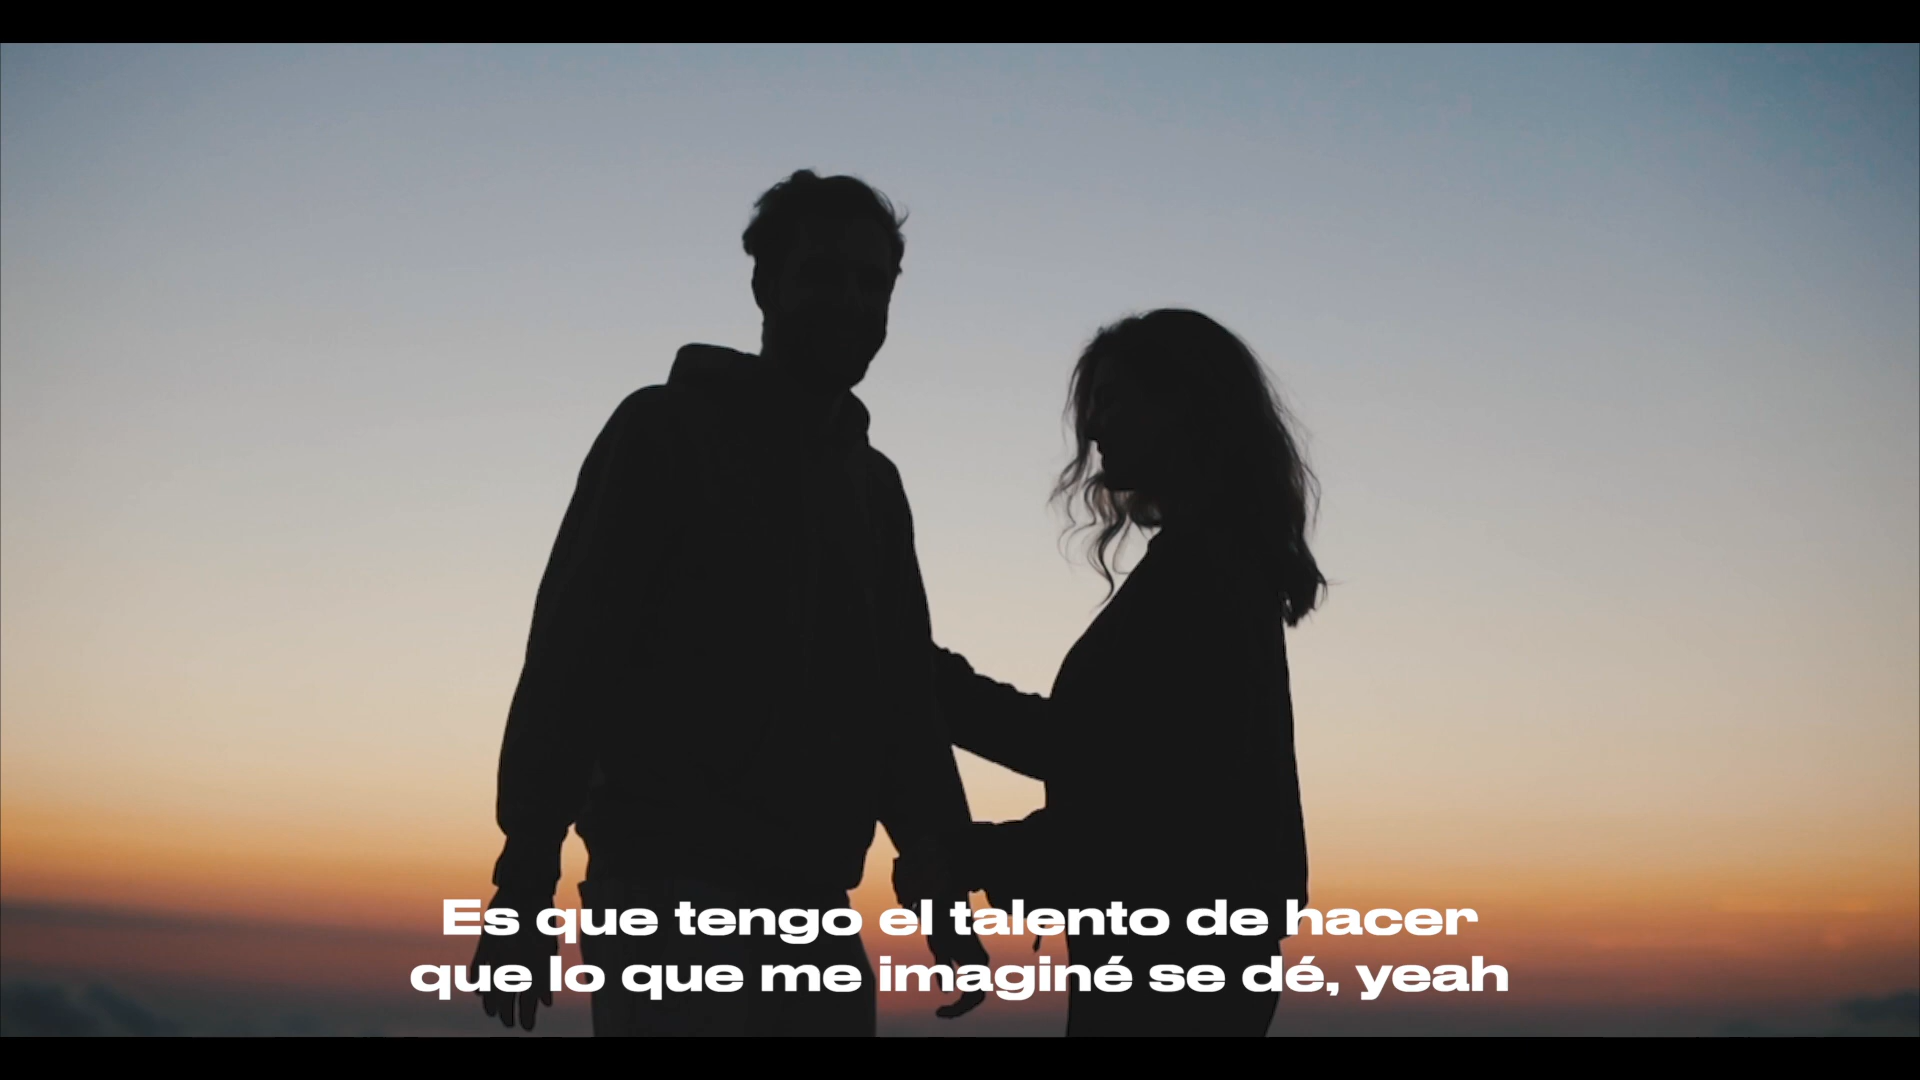 Es que tengo el talento de hacer
que lo que me imaginé se dé, yeah